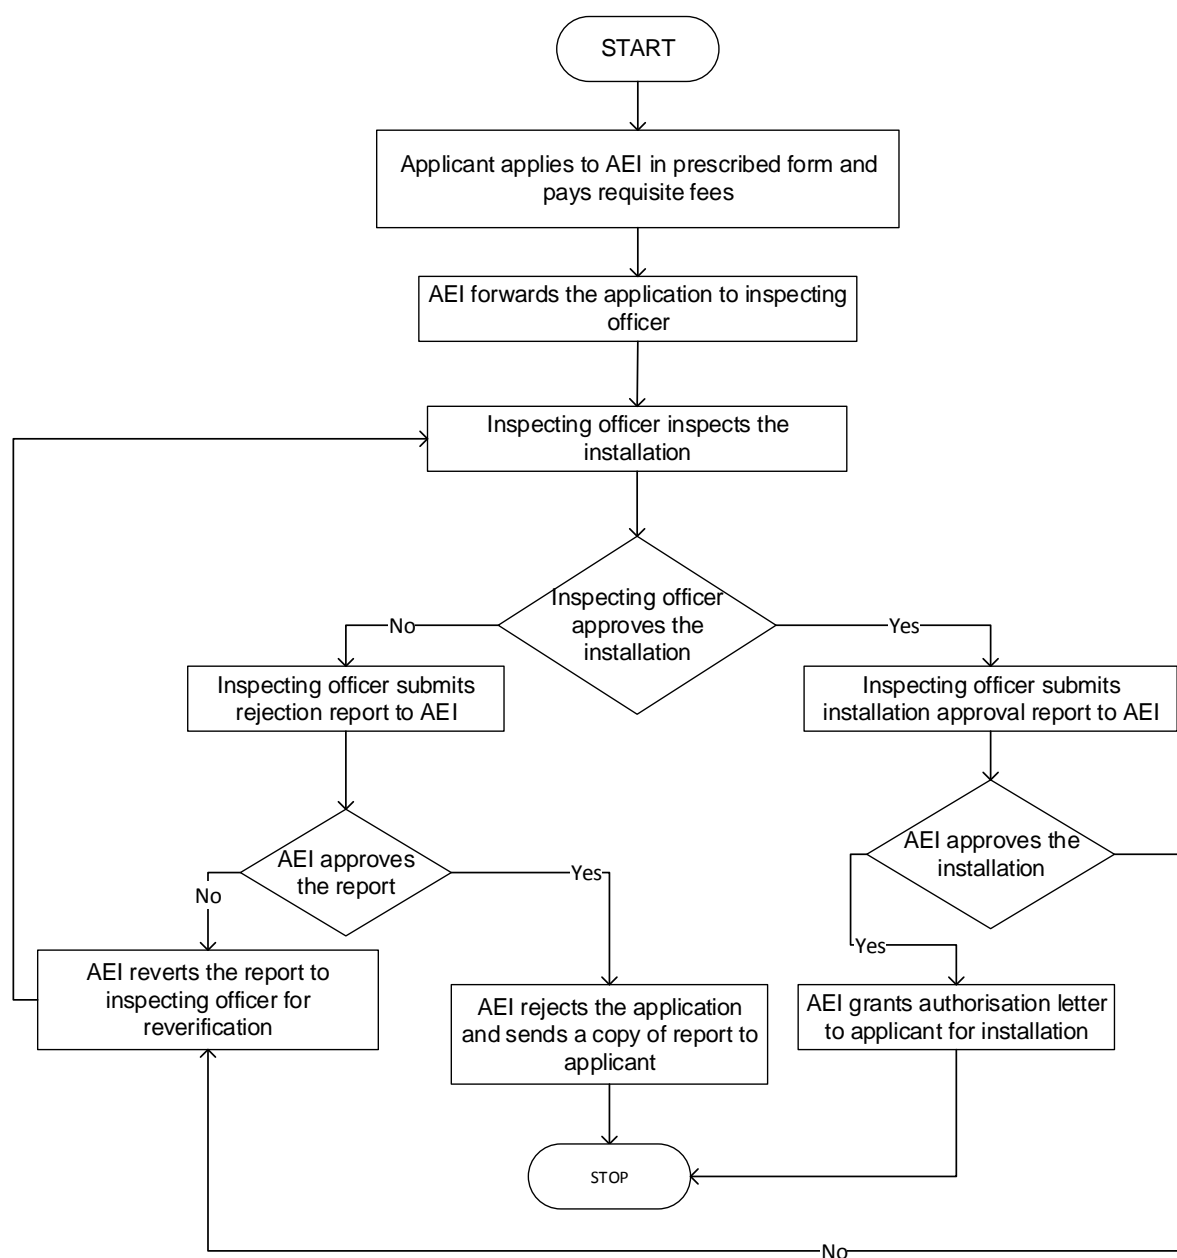 START
Applicant applies to AEI in prescribed form and
pays requisite fees
AEI forwards the application to inspecting
officer
Inspecting officer inspects the
installation
Inspecting officer
approves the
installation
No
Yes
Inspecting officer submits
rejection report to AEI
Inspecting officer submits
installation approval report to AEI
AEI approves
the report
No
Yes
AEI approves the
installation
Yes
AEI reverts the report to
inspecting officer for
reverification
AEI rejects the application
and sends a copy of report to
applicant
AEI grants authorisation letter
to applicant for installation
STOP
No